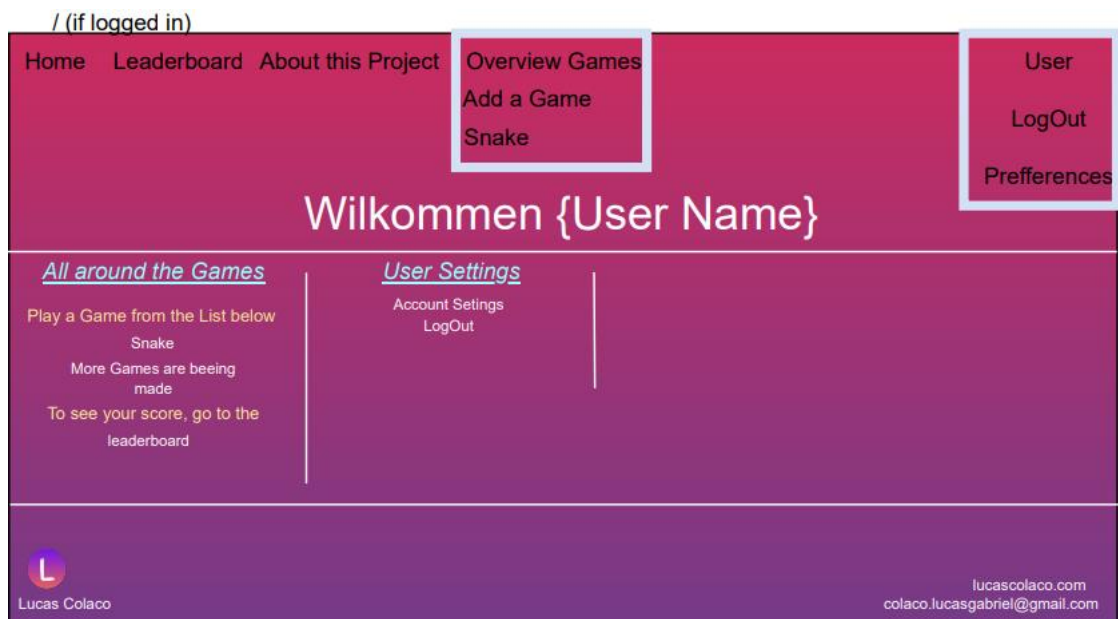 / (if logged in)
Home Leaderboard About this Project Overview Games User
Add a Game
LogOut
Snake
Prefferences
Wilkommen {User Name}
All around the Games
User Settings
Play a Game from the List below
Account Setings
Snake
LogOut
More Games are beeing
made
To see your score, go to the
leaderboard
L
Lucas Colaco
lucascolaco.com
colaco.lucasgabriel@gmail.com